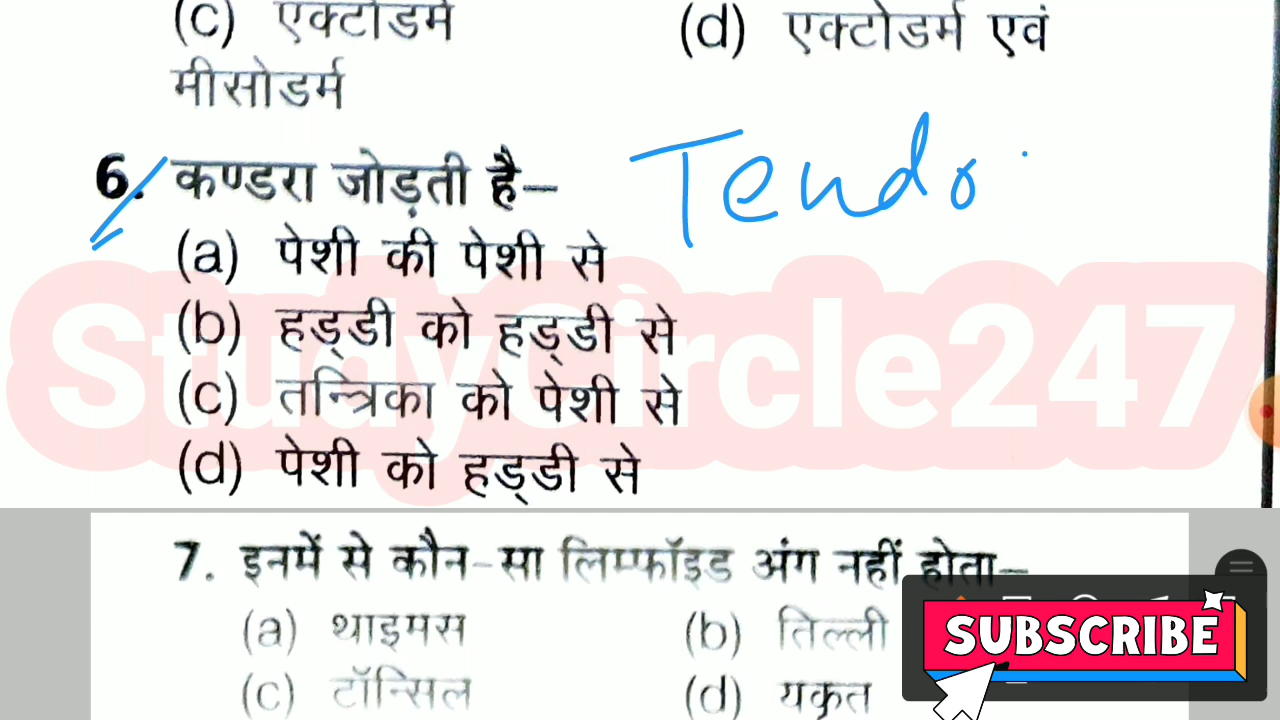 (c) एक्टोडर्म (d) एक्टोडर्म एवं
मीसोडर्म
6. कण्डरा जोड़ती है–
Tendo
(a) पेशी की पेशी से
(b) हड्डी को हड्डी से
(c) तन्त्रिका को पेशी से
(d) पेशी को हड्डी से
StudyCircle247
7. इनमें से कौन-सा लिम्फॉइड अंग नहीं होता–
(a) थाइमस (b) तिल्ली
(c) टॉन्सिल (d) यकृत
SUBSCRIBE